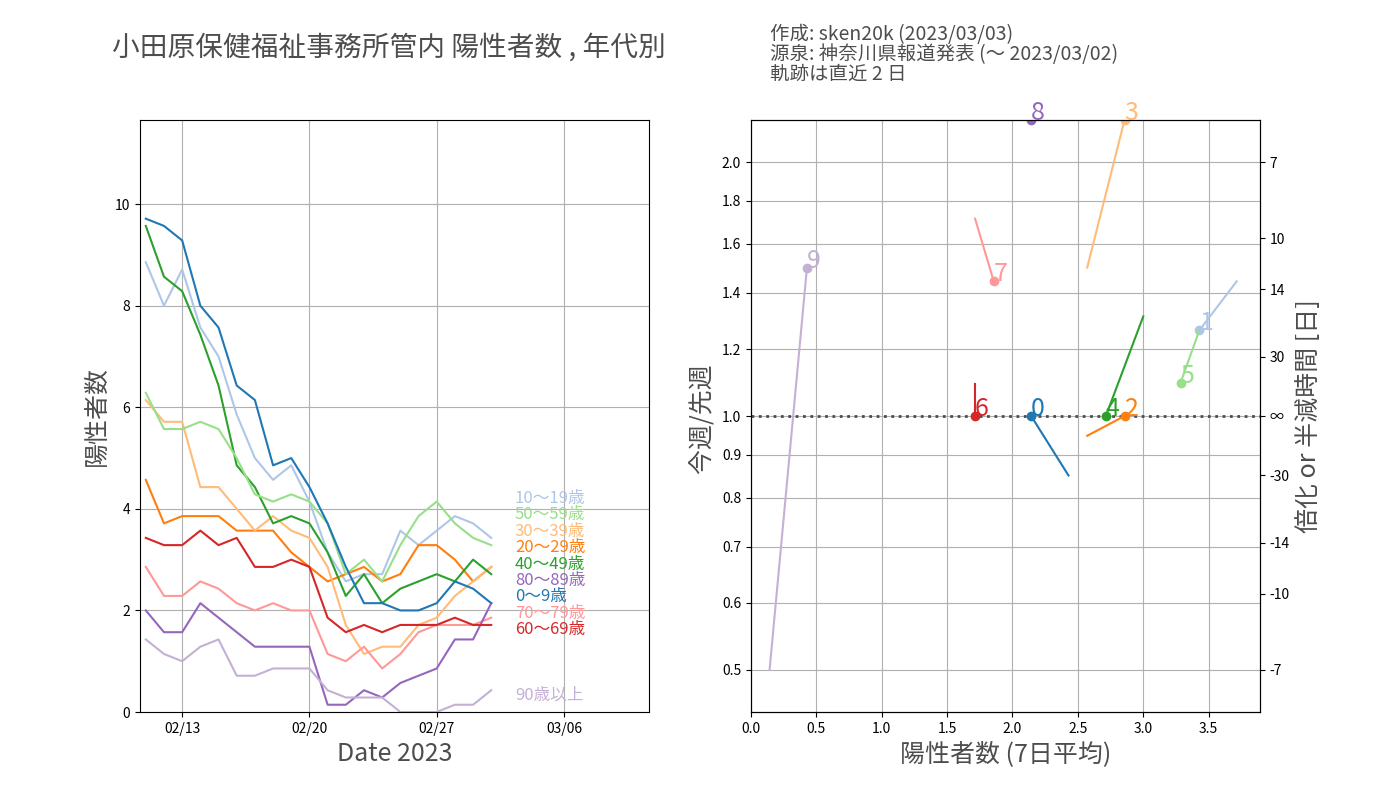 小田原保健福祉事務所管内 陽性者数 , 年代別
作成: sken20k (2023/03/03)
源泉: 神奈川県報道発表 (〜 2023/03/02)
軌跡は直近 2 日
陽性者数
10
8
6
4
2
0
02/13
02/20
02/27
03/06
Date 2023
10〜19歳
50〜59歳
30〜39歳
20〜29歳
40〜49歳
80〜89歳
0〜9歳
70〜79歳
60〜69歳
90歳以上
今週/先週
2.0
1.8
1.6
1.4
1.2
1.0
0.9
0.8
0.7
0.6
0.5
0.0
0.5
1.0
1.5
2.0
2.5
3.0
3.5
陽性者数 (7日平均)
8
3
9
7
1
5
6
0
4
2
7
10
14
30
∞
-30
-14
-10
-7
倍化 or 半減時間 [日]